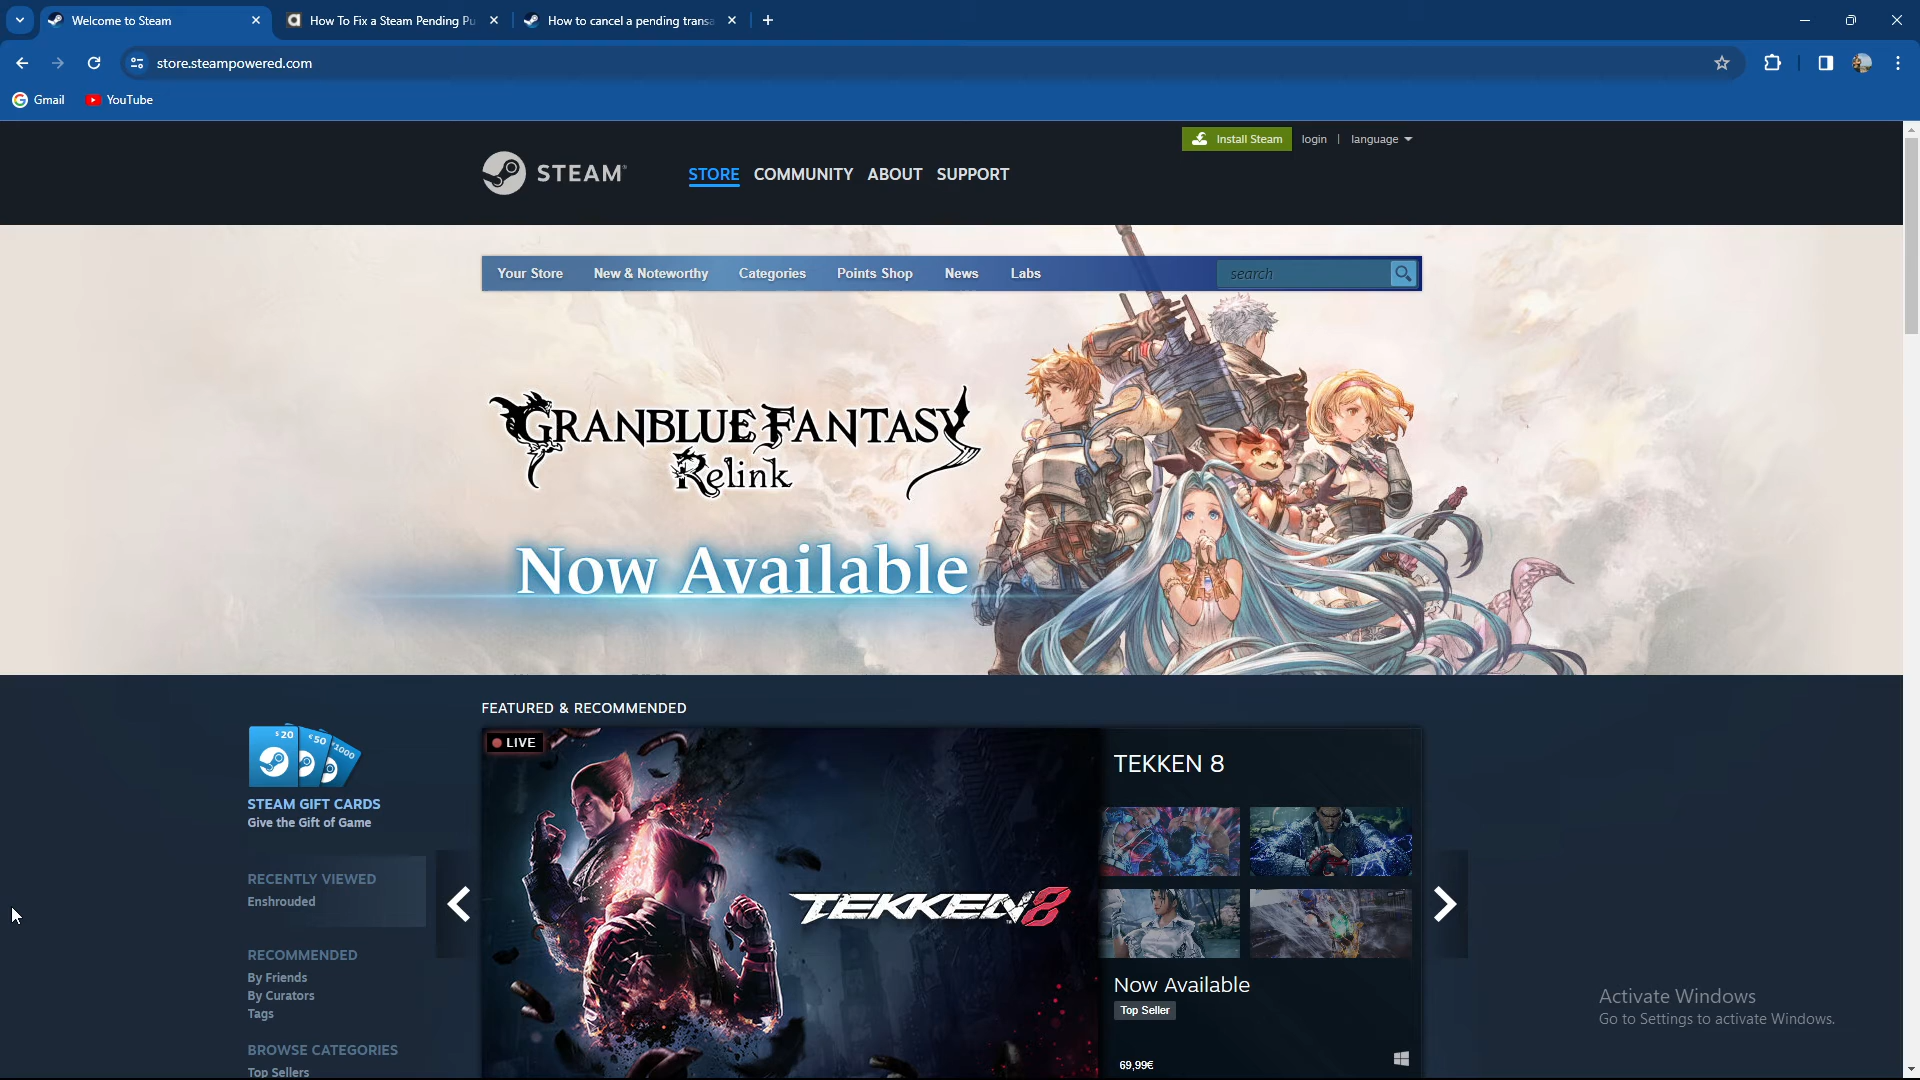 Welcome to Steam
How To Fix a Steam Pending Pu
How to cancel a pending transa
store.steampowered.com
Gmail
YouTube
Install Steam
login | language
STEAM
STORE COMMUNITY ABOUT SUPPORT
Your Store New & Noteworthy Categories Points Shop News Labs
search
GRANBLUE FANTASY
Relink
Now Available
FEATURED & RECOMMENDED
$20 €50 1000
STEAM GIFT CARDS
Give the Gift of Game
RECENTLY VIEWED
Enshrouded
RECOMMENDED
By Friends
By Curators
Tags
BROWSE CATEGORIES
Top Sellers
LIVE
TEKKEN 8
TEKKEN 8
Now Available
Top Seller
69,99€
Activate Windows
Go to Settings to activate Windows.